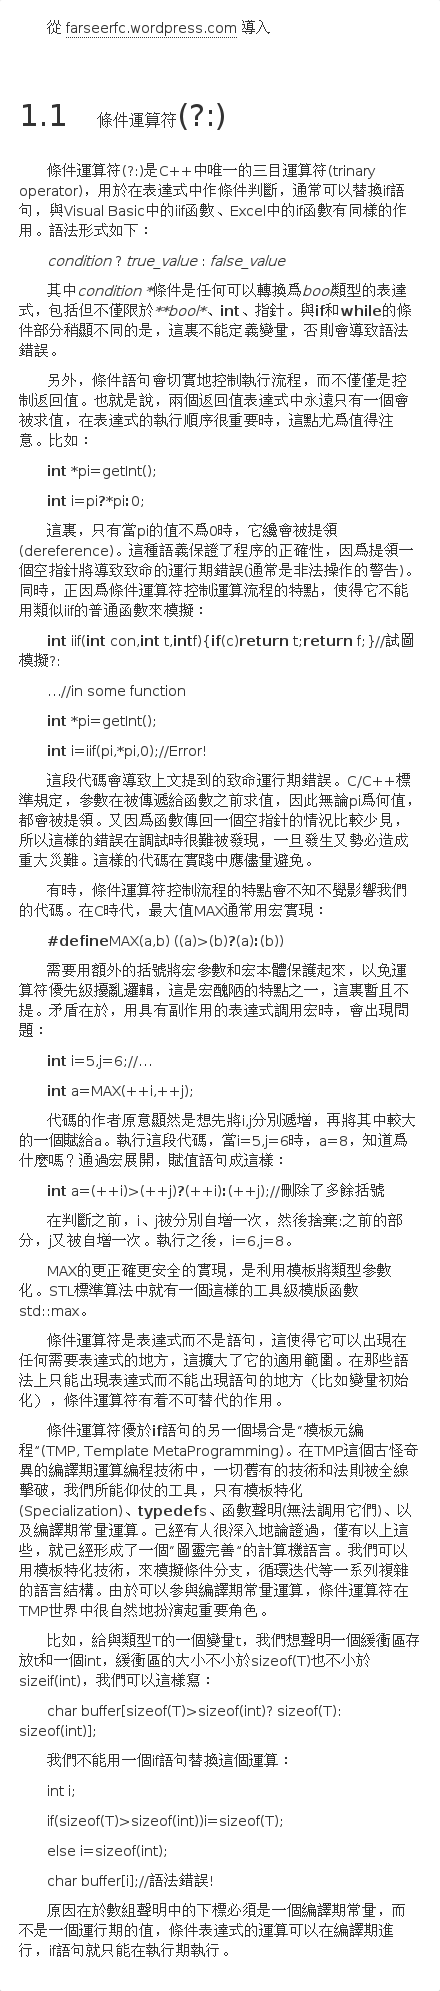 從 farseerfc.wordpress.com 導入
1.1 條件運算符(?:)
條件運算符(?:)是C++中唯一的三目運算符(trinary
operator)，用於在表達式中作條件判斷，通常可以替換if語
句，與Visual Basic中的iif函數、Excel中的if函數有同樣的作
用。語法形式如下：
condition ? true_value : false_value
其中condition *條件是任何可以轉換爲bool類型的表達
式，包括但不僅限於**bool*、int、指針。與if和while的條
件部分稍顯不同的是，這裏不能定義變量，否則會導致語法
錯誤。
另外，條件語句會切實地控制執行流程，而不僅僅是控
制返回值。也就是說，兩個返回值表達式中永遠只有一個會
被求值，在表達式的執行順序很重要時，這點尤爲值得注
意。比如：
int *pi=getInt();
int i=pi?*pi:0;
這裏，只有當pi的值不爲0時，它纔會被提領
(dereference)。這種語義保證了程序的正確性，因爲提領一
個空指針將導致致命的運行期錯誤(通常是非法操作的警告)。
同時，正因爲條件運算符控制運算流程的特點，使得它不能
用類似iif的普通函數來模擬：
int iif(int con,int t,intf){if(c)return t;return f;}//試圖
模擬?:
…//in some function
int *pi=getInt();
int i=iif(pi,*pi,0);//Error!
這段代碼會導致上文提到的致命運行期錯誤。C/C++標
準規定，參數在被傳遞給函數之前求值，因此無論pi爲何值，
都會被提領。又因爲函數傳回一個空指針的情況比較少見，
所以這樣的錯誤在調試時很難被發現，一旦發生又勢必造成
重大災難。這樣的代碼在實踐中應儘量避免。
有時，條件運算符控制流程的特點會不知不覺影響我們
的代碼。在C時代，最大值MAX通常用宏實現：
#defineMAX(a,b) ((a)>(b)?(a):(b))
需要用額外的括號將宏參數和宏本體保護起來，以免運
算符優先級擾亂邏輯，這是宏醜陋的特點之一，這裏暫且不
提。矛盾在於，用具有副作用的表達式調用宏時，會出現問
題：
int i=5,j=6;//…
int a=MAX(++i,++j);
代碼的作者原意顯然是想先將i,j分別遞增，再將其中較大
的一個賦給a。執行這段代碼，當i=5,j=6時，a=8，知道爲
什麼嗎？通過宏展開，賦值語句成這樣：
int a=(++i)>(++j)?(++i):(++j);//刪除了多餘括號
在判斷之前，i、j被分別自增一次，然後捨棄:之前的部
分，j又被自增一次。執行之後，i=6,j=8。
MAX的更正確更安全的實現，是利用模板將類型參數
化。STL標準算法中就有一個這樣的工具級模版函數
std::max。
條件運算符是表達式而不是語句，這使得它可以出現在
任何需要表達式的地方，這擴大了它的適用範圍。在那些語
法上只能出現表達式而不能出現語句的地方（比如變量初始
化），條件運算符有着不可替代的作用。
條件運算符優於if語句的另一個場合是“模板元編
程”(TMP, Template MetaProgramming)。在TMP這個古怪奇
異的編譯期運算編程技術中，一切舊有的技術和法則被全線
擊破，我們所能仰仗的工具，只有模板特化
(Specialization)、typedefs、函數聲明(無法調用它們)、以
及編譯期常量運算。已經有人很深入地論證過，僅有以上這
些，就已經形成了一個“圖靈完善”的計算機語言。我們可以
用模板特化技術，來模擬條件分支，循環迭代等一系列複雜
的語言結構。由於可以參與編譯期常量運算，條件運算符在
TMP世界中很自然地扮演起重要角色。
比如，給與類型T的一個變量t，我們想聲明一個緩衝區存
放t和一個int，緩衝區的大小不小於sizeof(T)也不小於
sizeif(int)，我們可以這樣寫：
char buffer[sizeof(T)>sizeof(int)? sizeof(T):
sizeof(int)];
我們不能用一個if語句替換這個運算：
int i;
if(sizeof(T)>sizeof(int))i=sizeof(T);
else i=sizeof(int);
char buffer[i];//語法錯誤!
原因在於數組聲明中的下標必須是一個編譯期常量，而
不是一個運行期的值，條件表達式的運算可以在編譯期進
行，if語句就只能在執行期執行。